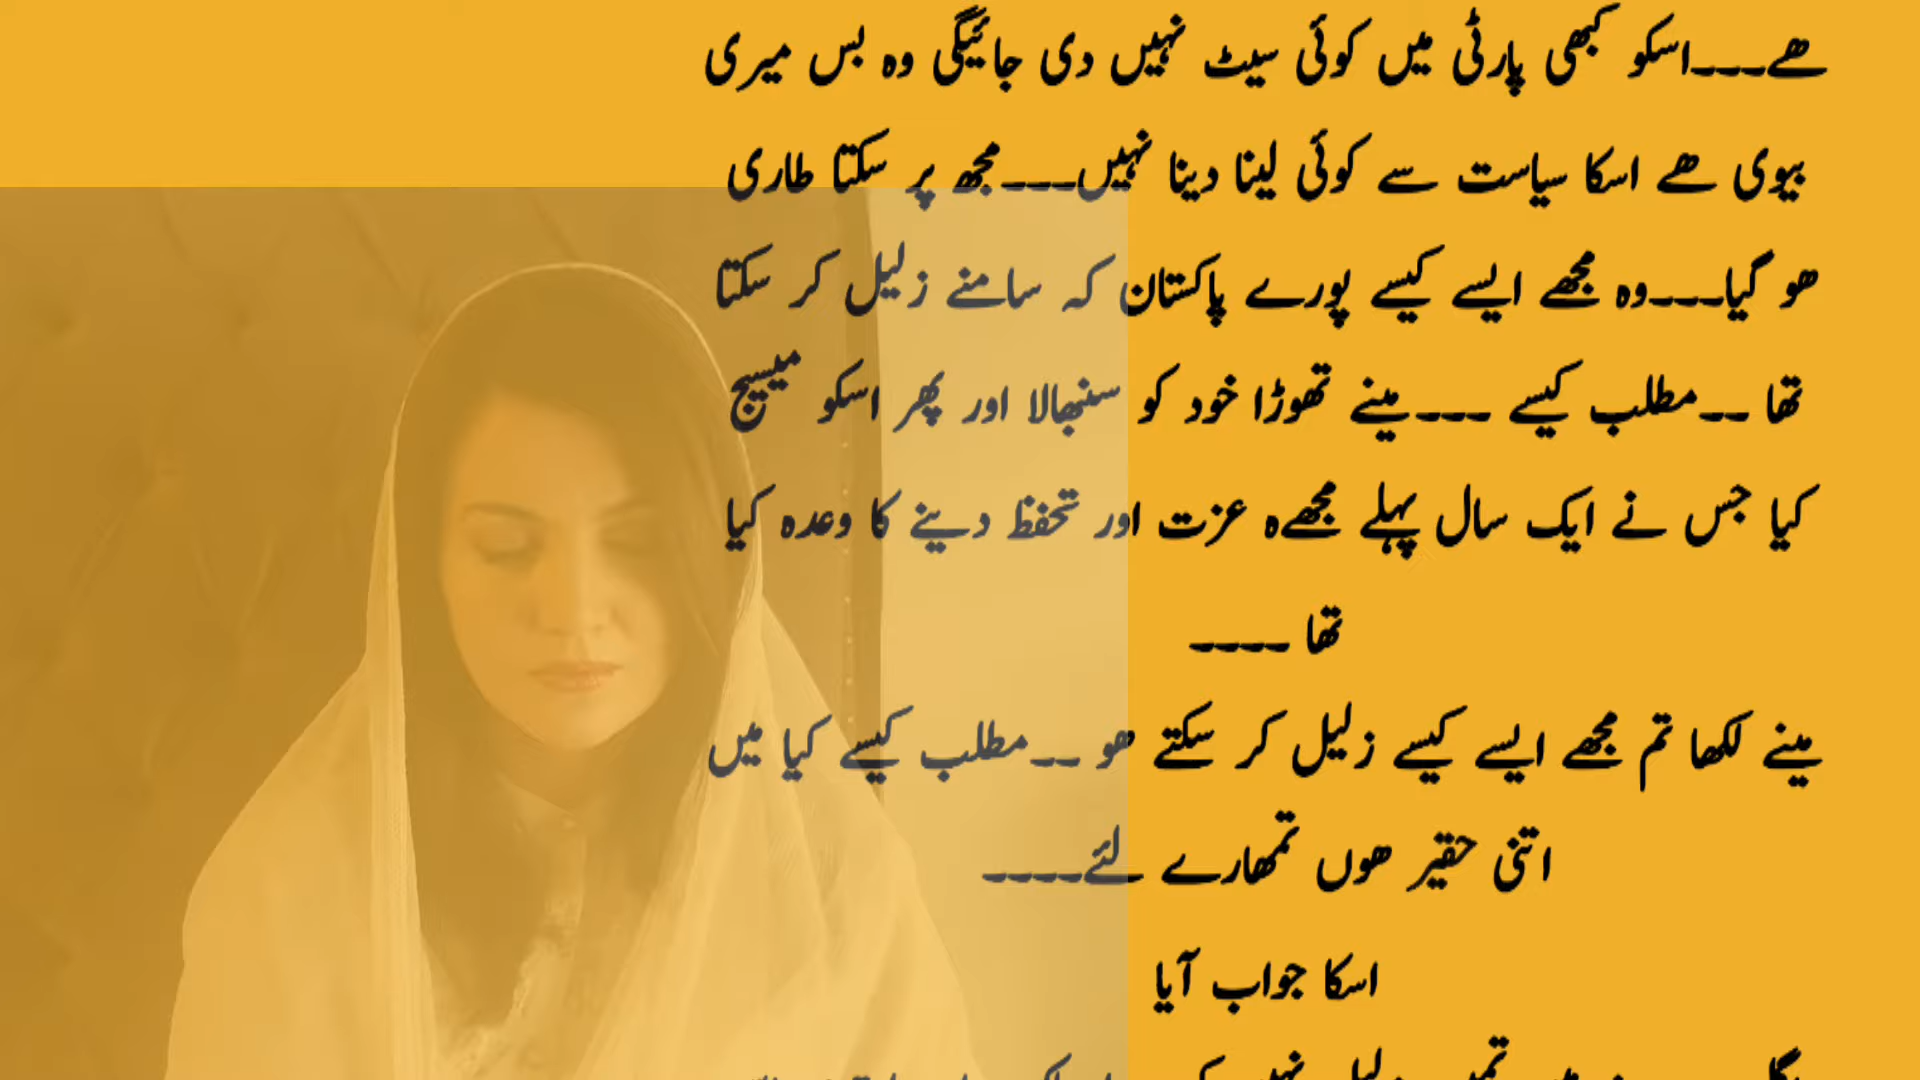 ھے۔۔۔اسکو کبھی پارٹی میں کوئی سیٹ نہیں دی جائیگی وہ بس میری
بیوی ھے اسکا سیاست سے کوئی لینا دینا نہیں۔۔۔مجھ پر سکتا طاری
ھو گیا۔۔۔وہ مجھے ایسے کیسے پورے پاکستان کہ سامنے زلیل کر سکتا
تھا ۔۔مطلب کیسے ۔۔۔مینے تھوڑا خود کو سنبھالا اور پھر اسکو میسیج
کیا جس نے ایک سال پہلے مجھےہ عزت اور تحفظ دینے کا وعدہ کیا
تھا ۔۔۔۔
مینے لکھا تم مجھے ایسے کیسے زلیل کر سکتے ھو ۔۔مطلب کیسے کیا میں
اتنی حقیر ھوں تمھارے لئے۔۔۔۔
اسکا جواب آیا